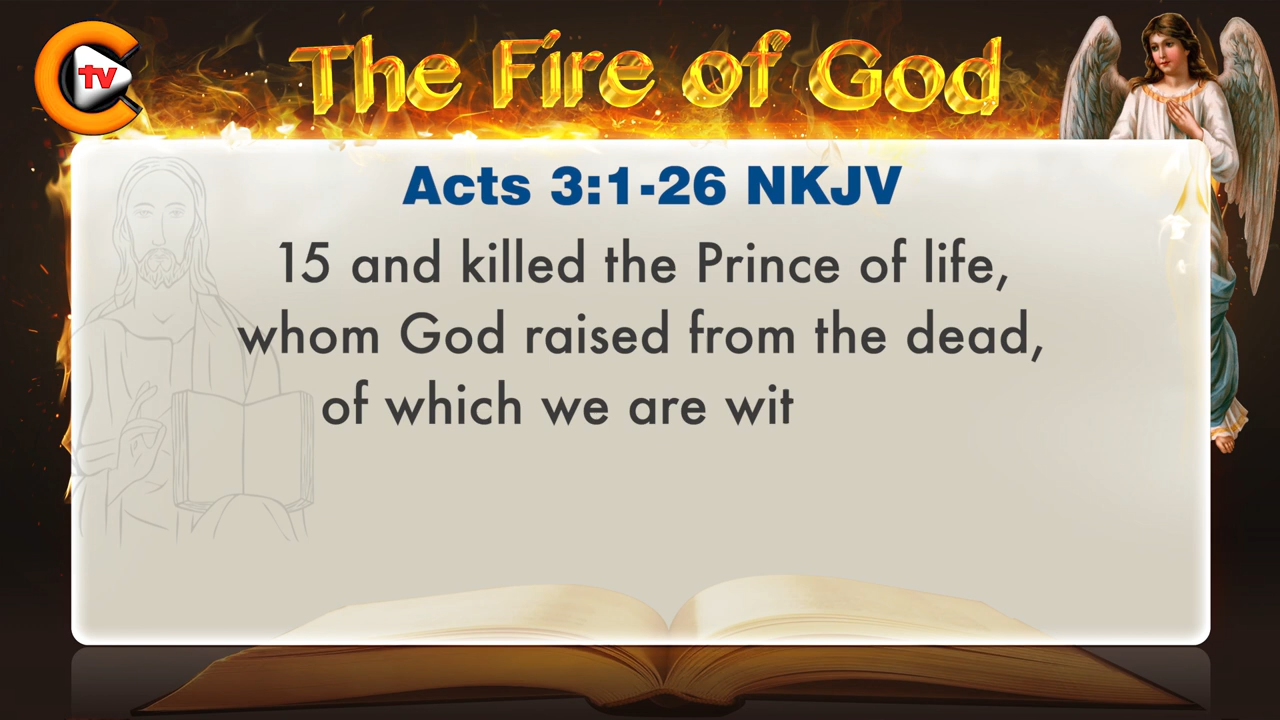 tv
The Fire of God
Acts 3:1-26 NKJV
15 and killed the Prince of life,
whom God raised from the dead,
of which we are wit